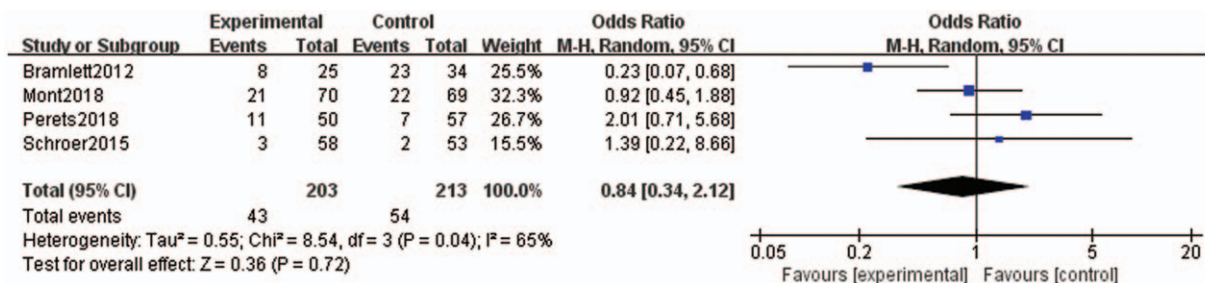 Experimental Control Odds Ratio Odds Ratio
Study or Subgroup Events Total Events Total Weight M-H, Random, 95% CI M-H, Random, 95% CI
Bramlett2012 8 25 23 34 25.5% 0.23 [0.07, 0.68]
Mont2018 21 70 22 69 32.3% 0.92 [0.45, 1.88]
Perets2018 11 50 7 57 26.7% 2.01 [0.71, 5.68]
Schroer2015 3 58 2 53 15.5% 1.39 [0.22, 8.66]
Total (95% CI) 203 213 100.0% 0.84 [0.34, 2.12]
Total events 43 54
Heterogeneity: Tau² = 0.55; Chi² = 8.54, df = 3 (P = 0.04); I² = 65%
Test for overall effect: Z = 0.36 (P = 0.72)
0.05 0.2 1 5 20
Favours [experimental] Favours [control]